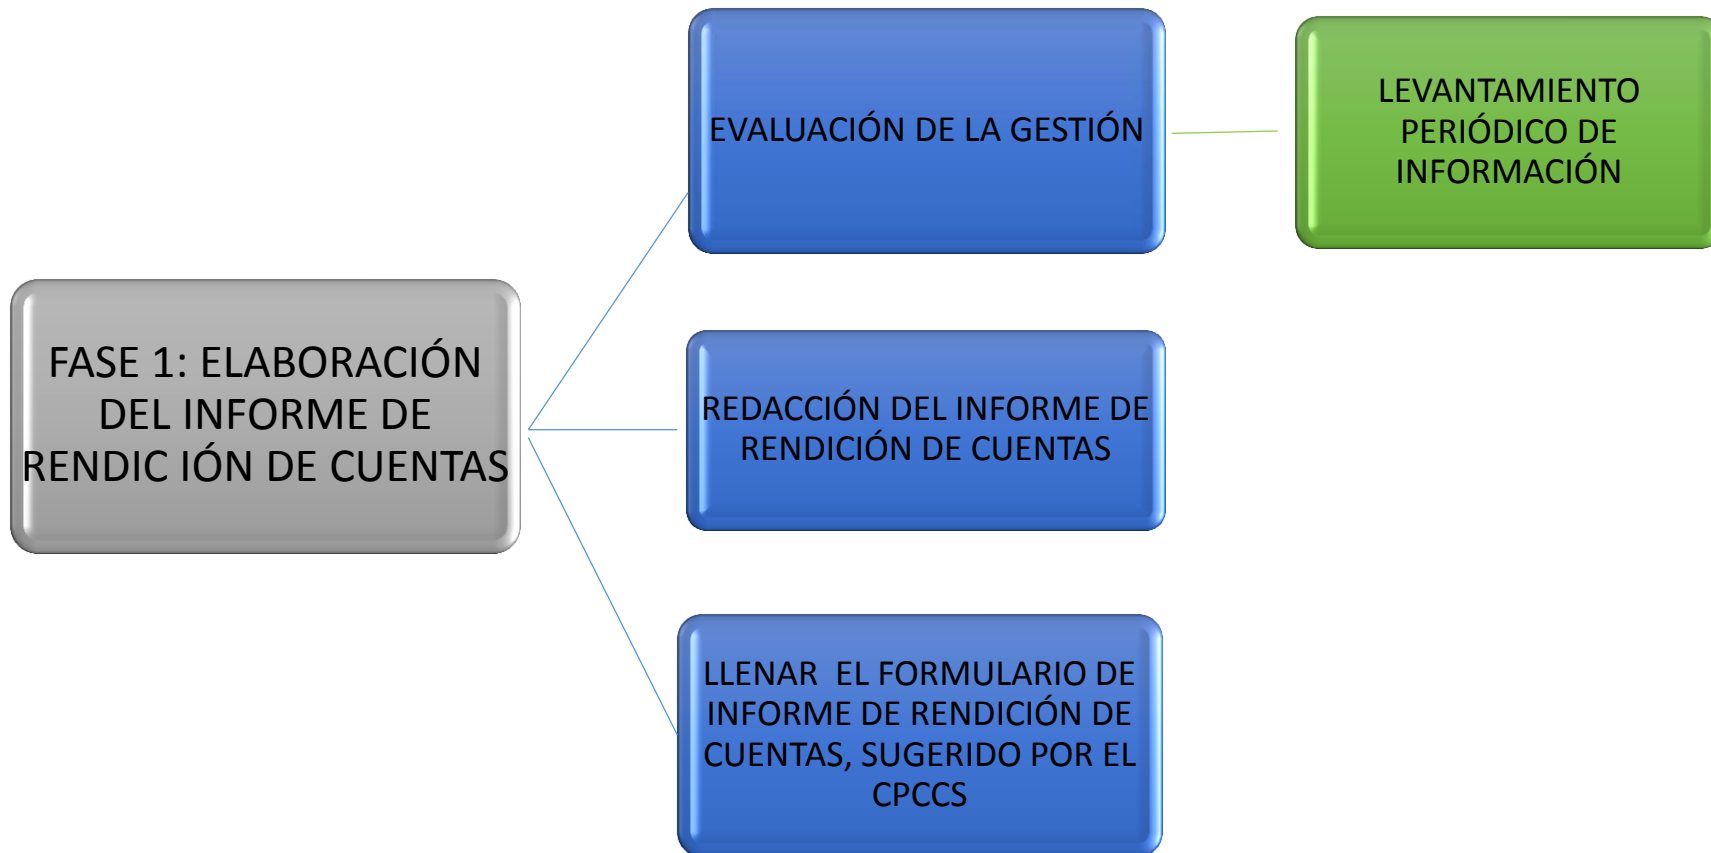 FASE 1: ELABORACIÓN
DEL INFORME DE
RENDIC IÓN DE CUENTAS
EVALUACIÓN DE LA GESTIÓN
LEVANTAMIENTO
PERIÓDICO DE
INFORMACIÓN
REDACCIÓN DEL INFORME DE
RENDICIÓN DE CUENTAS
LLENAR  EL FORMULARIO DE
INFORME DE RENDICIÓN DE
CUENTAS, SUGERIDO POR EL
CPCCS